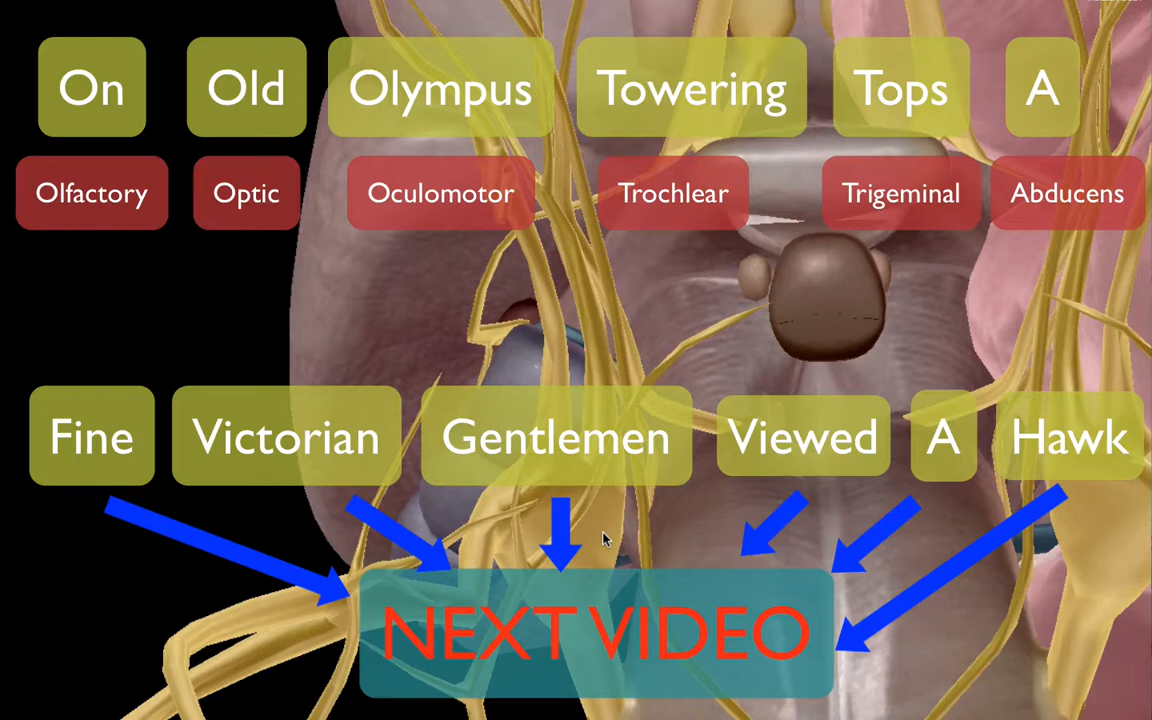 On Old Olympus Towering Tops A
Olfactory Optic Oculomotor Trochlear Trigeminal Abducens
Fine Victorian Gentlemen Viewed A Hawk
NEXT VIDEO